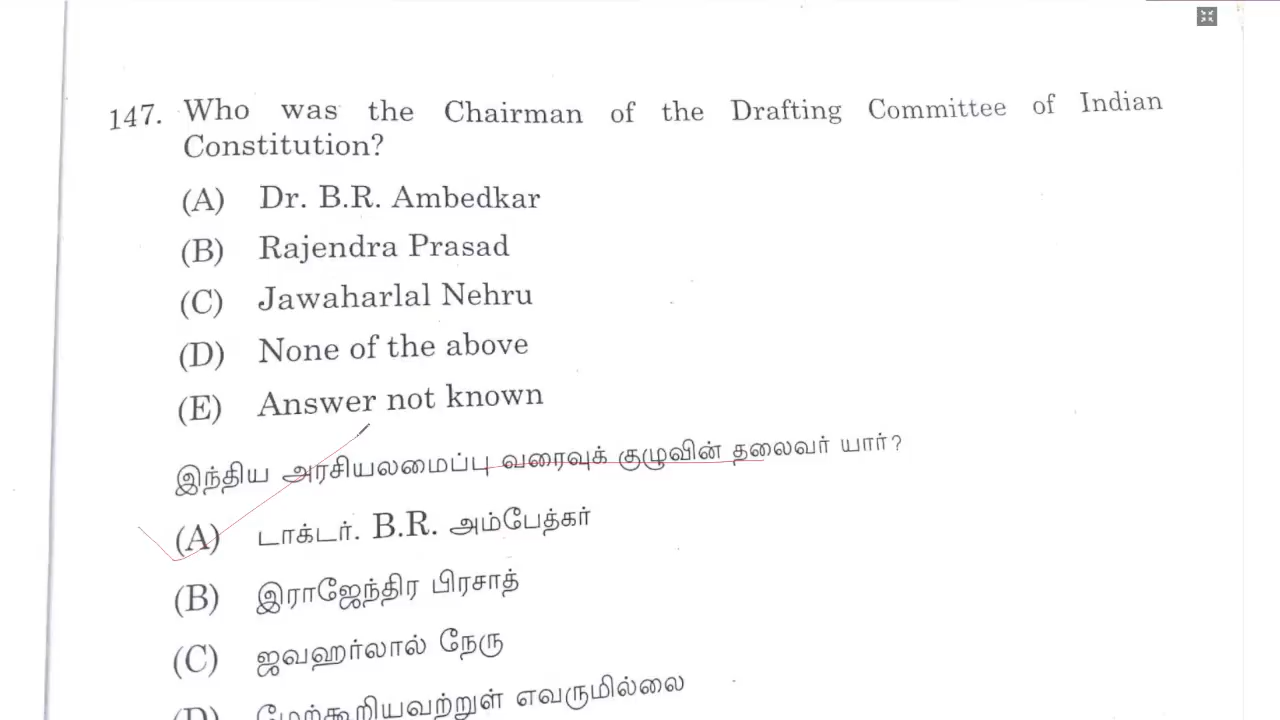 147. Who was the Chairman of the Drafting Committee of Indian
Constitution?
(A) Dr. B.R. Ambedkar
(B) Rajendra Prasad
(C) Jawaharlal Nehru
(D) None of the above
(E) Answer not known
இந்திய அரசியலமைப்பு வரைவுக் குழுவின் தலைவர் யார்?
(A) டாக்டர். B.R. அம்பேத்கர்
(B) இராஜேந்திர பிரசாத்
(C) ஜவஹர்லால் நேரு
(D) மேற்கூறியவற்றுள் எவருமில்லை